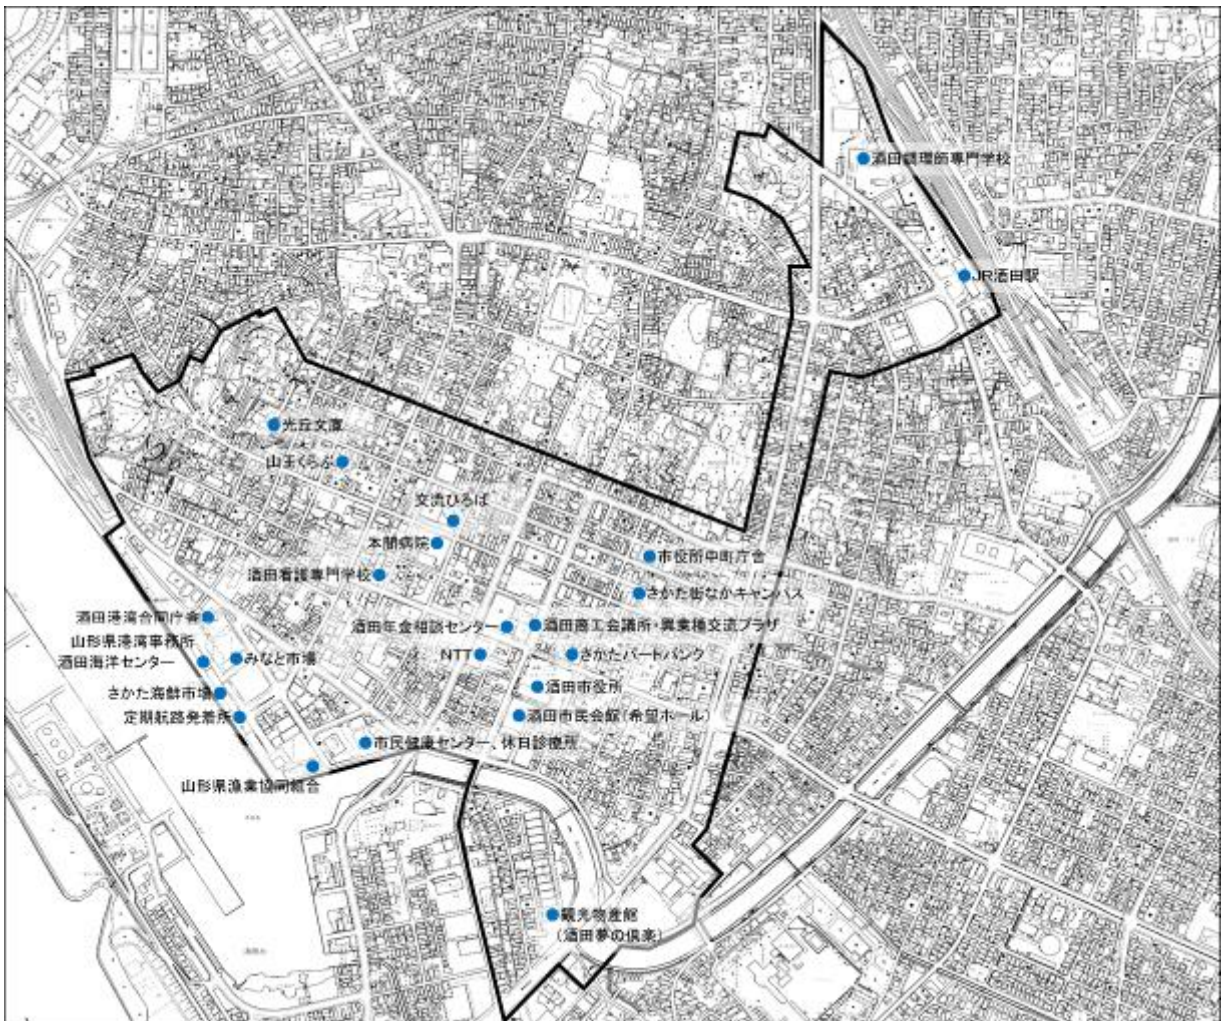 酒田調理師専門学校
JR酒田駅
光丘文庫
山王くらぶ
交流ひろば
本間病院
市役所中町庁舎
酒田看護専門学校
さかた街なかキャンパス
酒田港湾合同庁舎
酒田年金相談センター
酒田商工会議所・異業種交流プラザ
山形県港湾事務所
酒田海洋センター
みなと市場
NTT
さかたパートバンク
さかた海鮮市場
酒田市役所
定期航路発着所
酒田市民会館(希望ホール)
市民健康センター、休日診療所
山形県漁業協同組合
観光物産館
(酒田夢の倶楽)